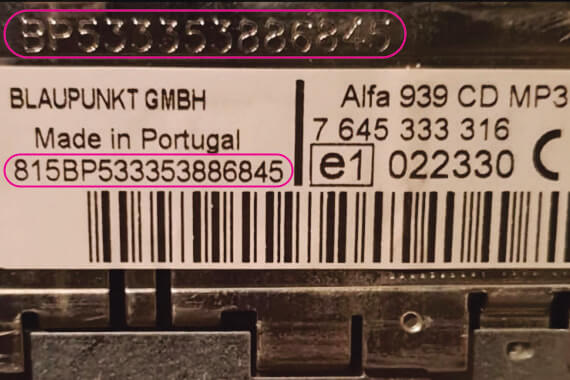 BP533353886845
BLAUPUNKT GMBH
Made in Portugal
815BP533353886845
Alfa 939 CD MP3
7 645 333 316
e1 022330